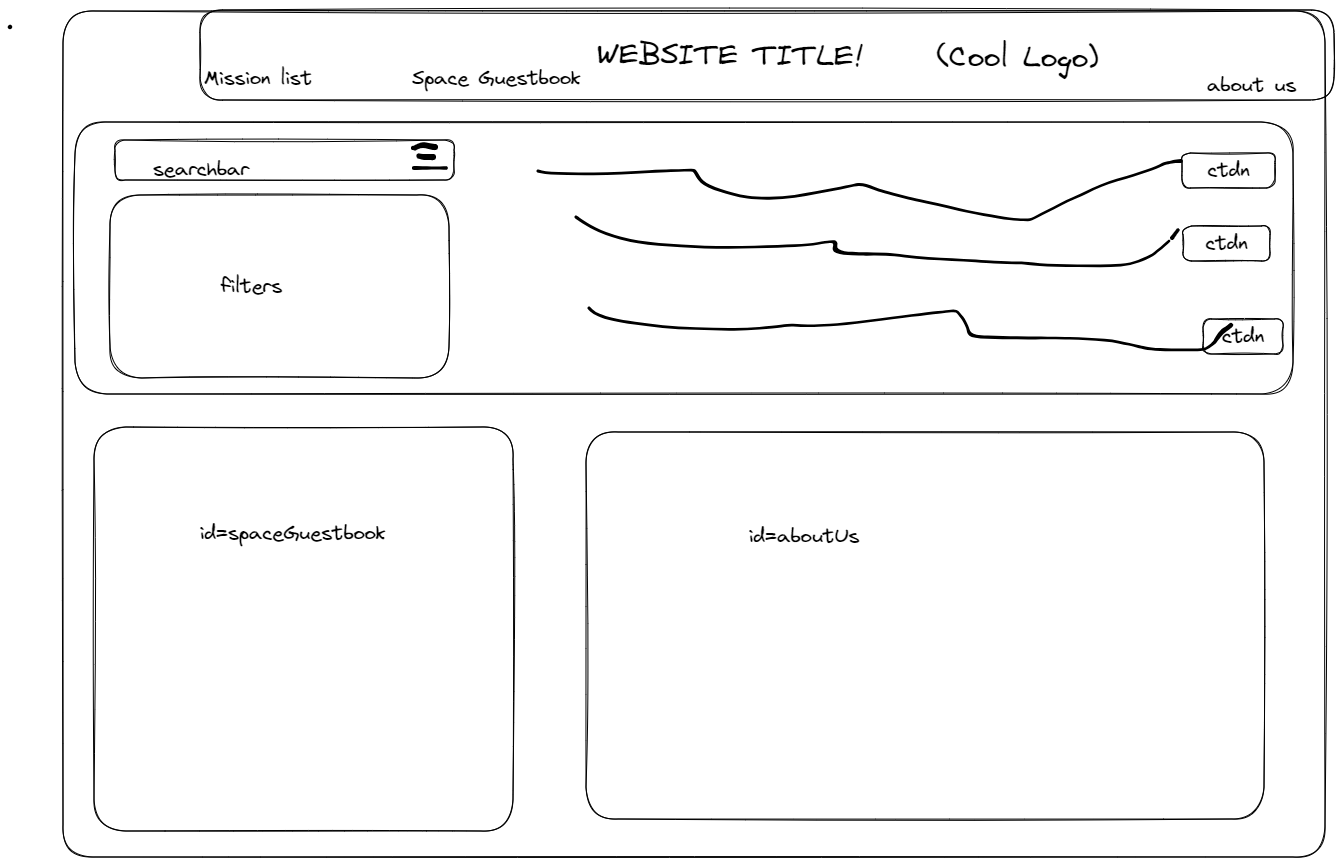 WEBSITE TITLE!
(Cool Logo)
Mission list
Space Guestbook
about us
searchbar
ctdn
filters
ctdn
ctdn
id=spaceGuestbook
id=aboutUs